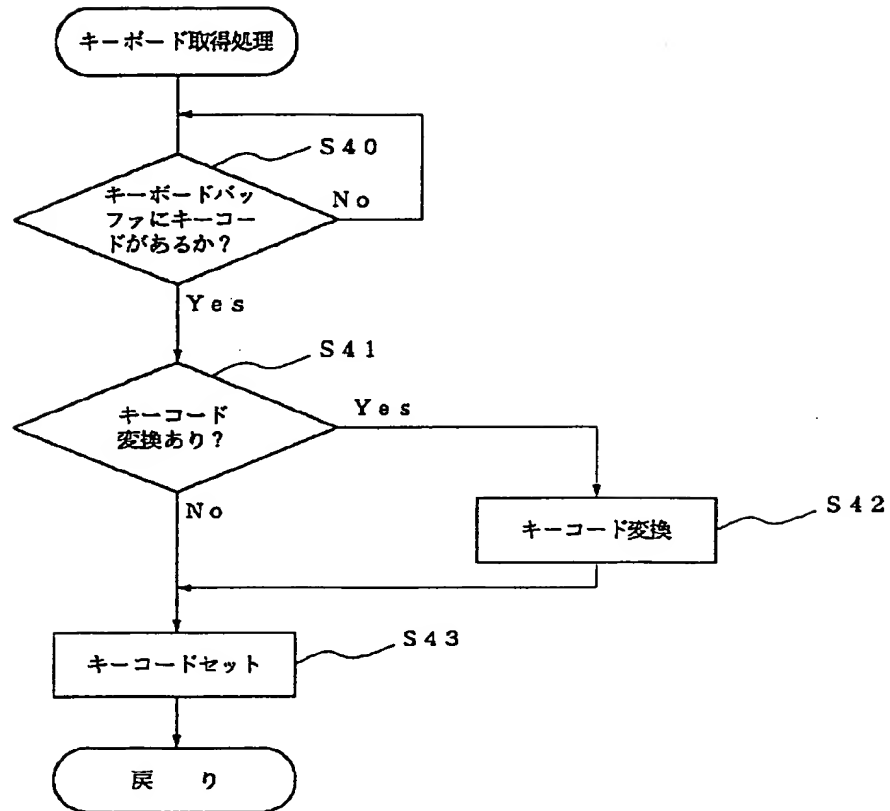 キーボード取得処理
S40
キーボードバッ
ファにキーコー
ドがあるか?
No
Yes
S41
キーコード
変換あり?
Yes
No
キーコード変換
S42
キーコードセット
S43
戻り